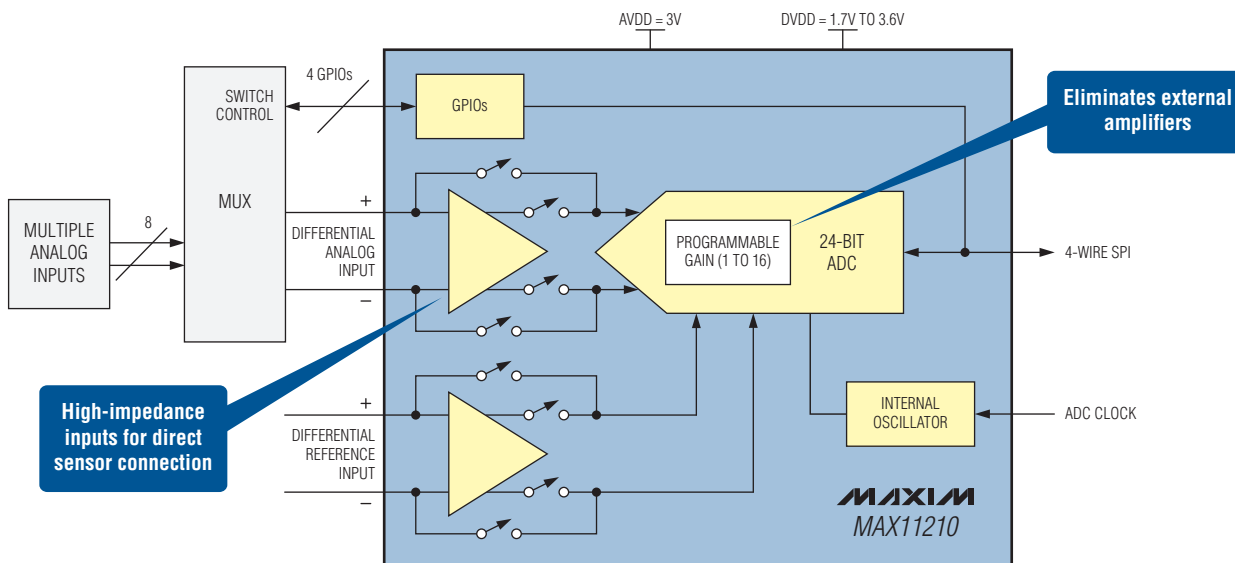 AVDD = 3V
DVDD = 1.7V TO 3.6V
4 GPIOs
SWITCH
CONTROL
GPIOs
Eliminates external
amplifiers
MUX
MULTIPLE
ANALOG
INPUTS
8
+
DIFFERENTIAL
ANALOG
INPUT
–
PROGRAMMABLE
GAIN (1 TO 16)
24-BIT
ADC
4-WIRE SPI
High-impedance
inputs for direct
sensor connection
+
DIFFERENTIAL
REFERENCE
INPUT
–
INTERNAL
OSCILLATOR
ADC CLOCK
MAXIM
MAX11210